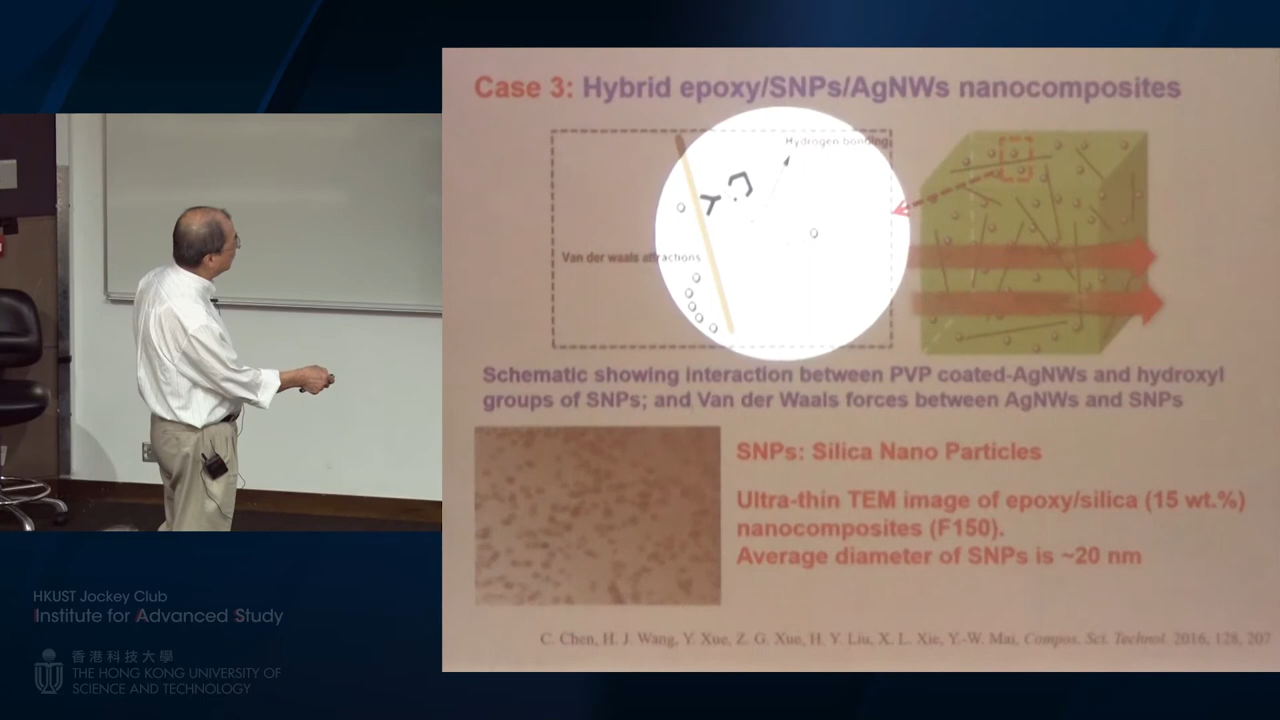 Case 3: Hybrid epoxy/SNPs/AgNWs nanocomposites
Hydrogen bonding
Van der waals attractions
Schematic showing interaction between PVP coated-AgNWs and hydroxyl
groups of SNPs; and Van der Waals forces between AgNWs and SNPs
SNPs: Silica Nano Particles
Ultra-thin TEM image of epoxy/silica (15 wt.%)
nanocomposites (F150).
Average diameter of SNPs is ~20 nm
C. Chen, H. J. Wang, Y. Xue, Z. G. Xue, H. Y. Liu, X. L. Xie, Y.-W. Mai, Compos. Sci. Technol. 2016, 128, 207
HKUST Jockey Club
Institute for Advanced Study
香港科技大學
THE HONG KONG UNIVERSITY OF
SCIENCE AND TECHNOLOGY